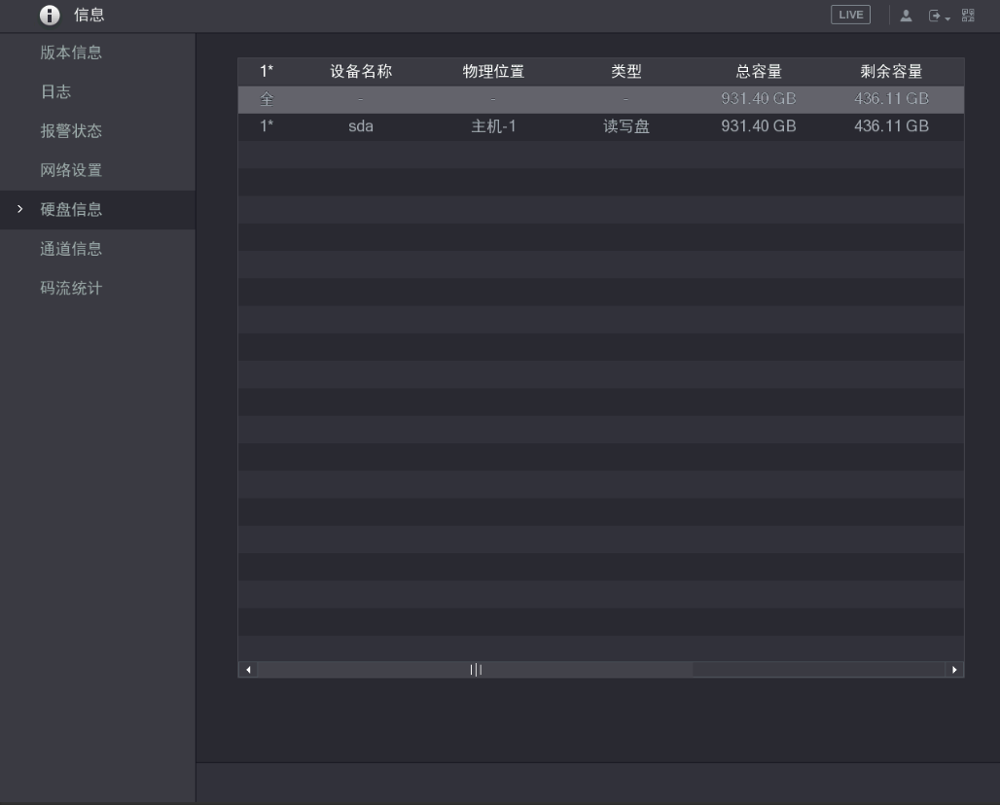 信息 LIVE
版本信息
日志
报警状态
网络设置
硬盘信息
通道信息
码流统计
1* 设备名称 物理位置 类型 总容量 剩余容量
全 - - - 931.40 GB 436.11 GB
1* sda 主机-1 读写盘 931.40 GB 436.11 GB